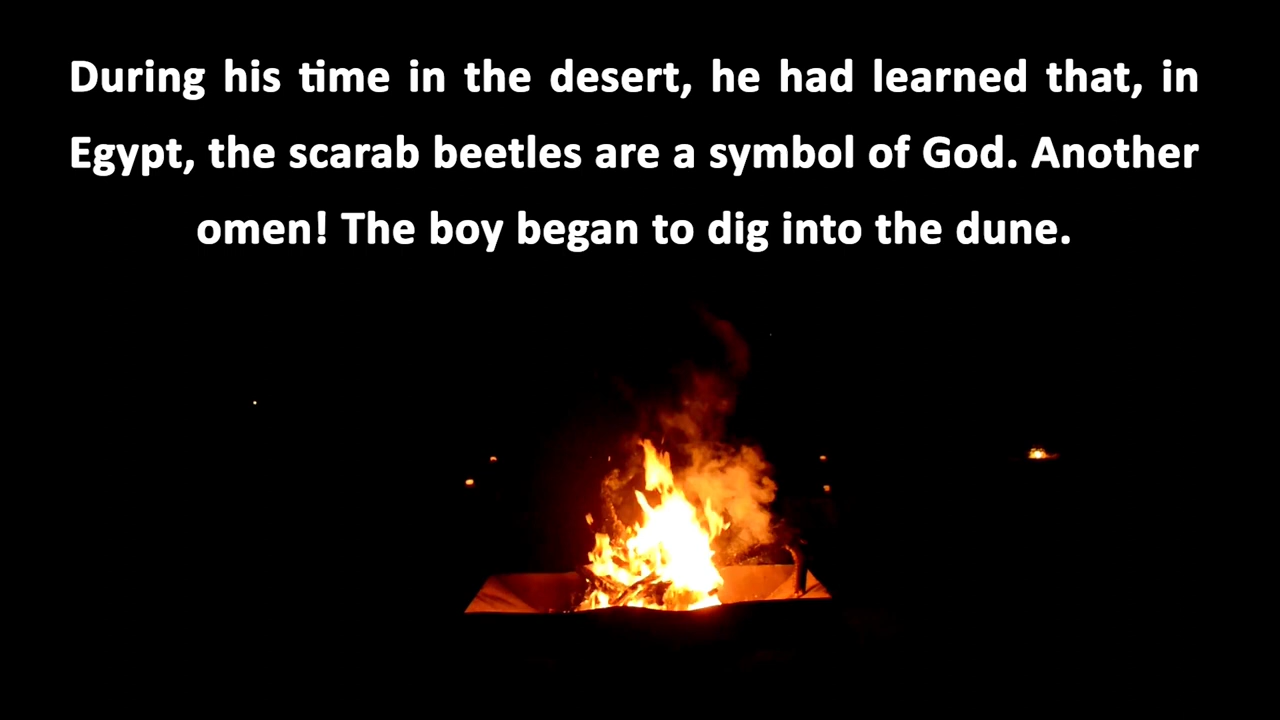 During his time in the desert, he had learned that, in
Egypt, the scarab beetles are a symbol of God. Another
omen! The boy began to dig into the dune.